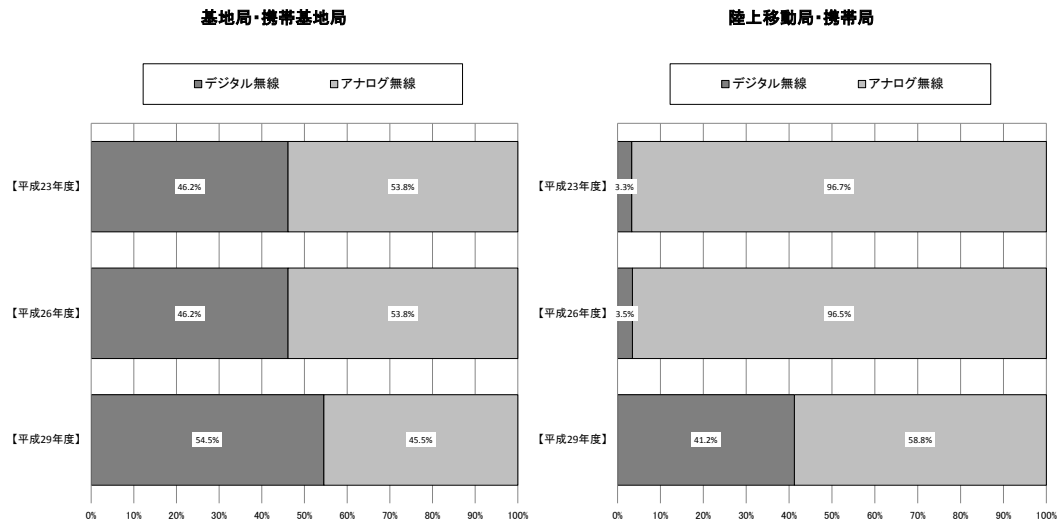 基地局・携帯基地局
■デジタル無線 ■アナログ無線
【平成23年度】 46.2% 53.8%
【平成26年度】 46.2% 53.8%
【平成29年度】 54.5% 45.5%
0% 10% 20% 30% 40% 50% 60% 70% 80% 90% 100%
陸上移動局・携帯局
■デジタル無線 ■アナログ無線
【平成23年度】 3.3% 96.7%
【平成26年度】 3.5% 96.5%
【平成29年度】 41.2% 58.8%
0% 10% 20% 30% 40% 50% 60% 70% 80% 90% 100%